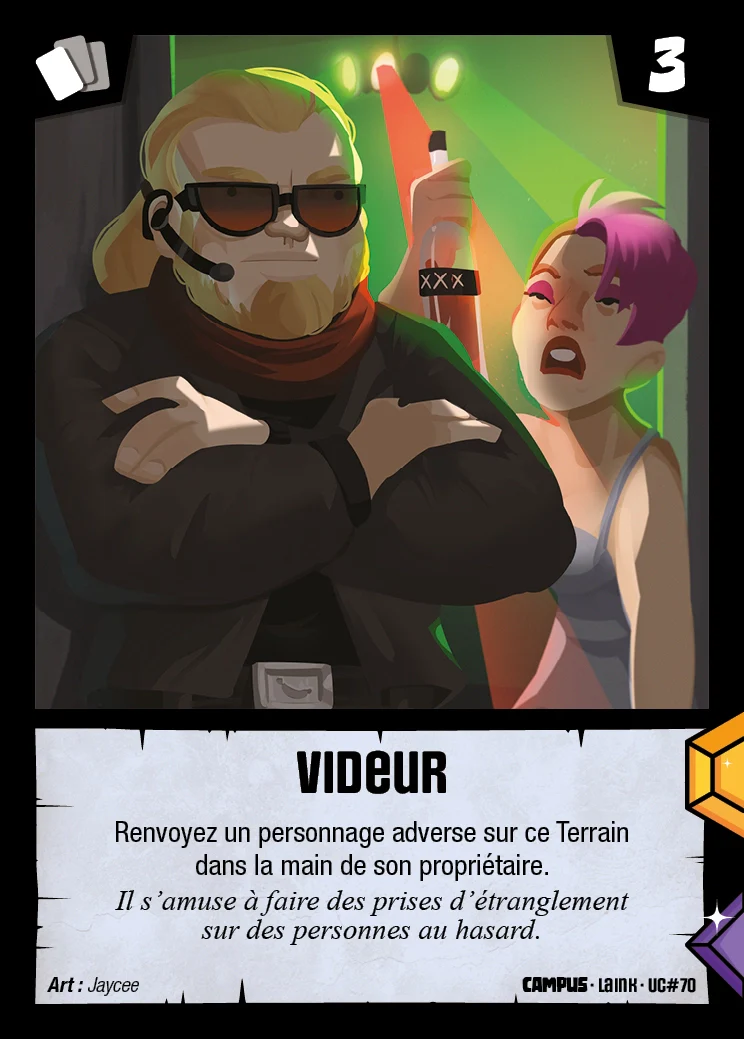 3
XXX
VIDEUR
Renvoyez un personnage adverse sur ce Terrain
dans la main de son propriétaire.
Il s’amuse à faire des prises d’étranglement
sur des personnes au hasard.
Art : Jaycee
CAMPUS · Laink · UC#70